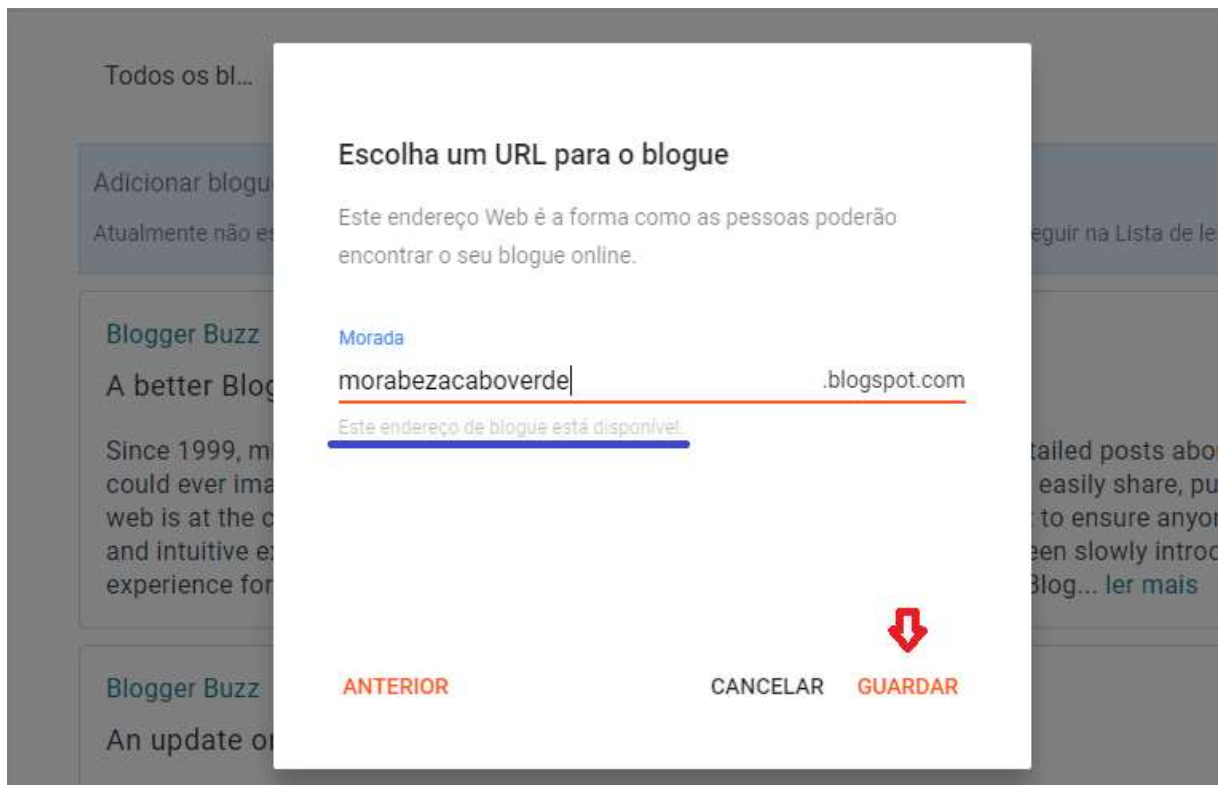 Todos os bl...
Escolha um URL para o blogue
Adicionar blogu
Este endereço Web é a forma como as pessoas poderão
Atualmente não es
eguir na Lista de le
encontrar o seu blogue online.
Blogger Buzz
Morada
A better Blog
morabezacaboverde
.blogspot.com
Este endereço de blogue está disponível.
Since 1999, m
tailed posts abo
could ever ima
easily share, pu
web is at the c
to ensure anyo
and intuitive e
een slowly introc
experience for
Blog... ler mais
Blogger Buzz
ANTERIOR
CANCELAR
GUARDAR
An update o